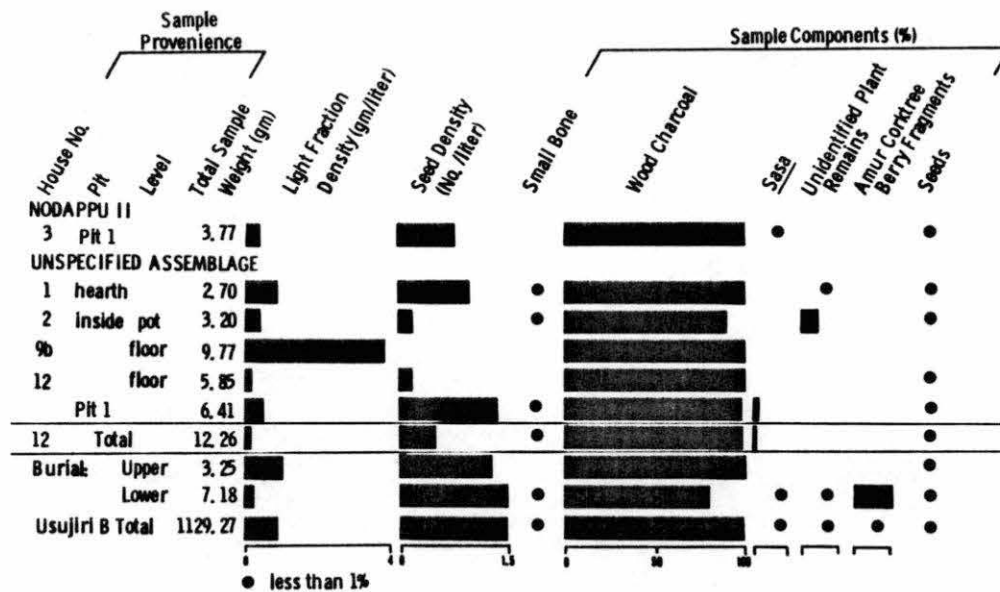 Sample Provenience
Sample Components (%)
House No.
Pit
Level
Total Sample Weight (gm)
Light Fraction Density (gm/liter)
Seed Density (No. /liter)
Small Bone
Wood Charcoal
Sasa
Unidentified Plant Remains
Amur Corktree Berry Fragments
Seeds
NODAPPU II
3 Pit 1 3.77
UNSPECIFIED ASSEMBLAGE
1 hearth 2.70
2 inside pot 3.20
9b floor 9.77
12 floor 5.85
Pit 1 6.41
12 Total 12.26
Burial: Upper 3.25
Lower 7.18
Usujiri B Total 1129.27
0 4 0 1.5 0 50 100
● less than 1%